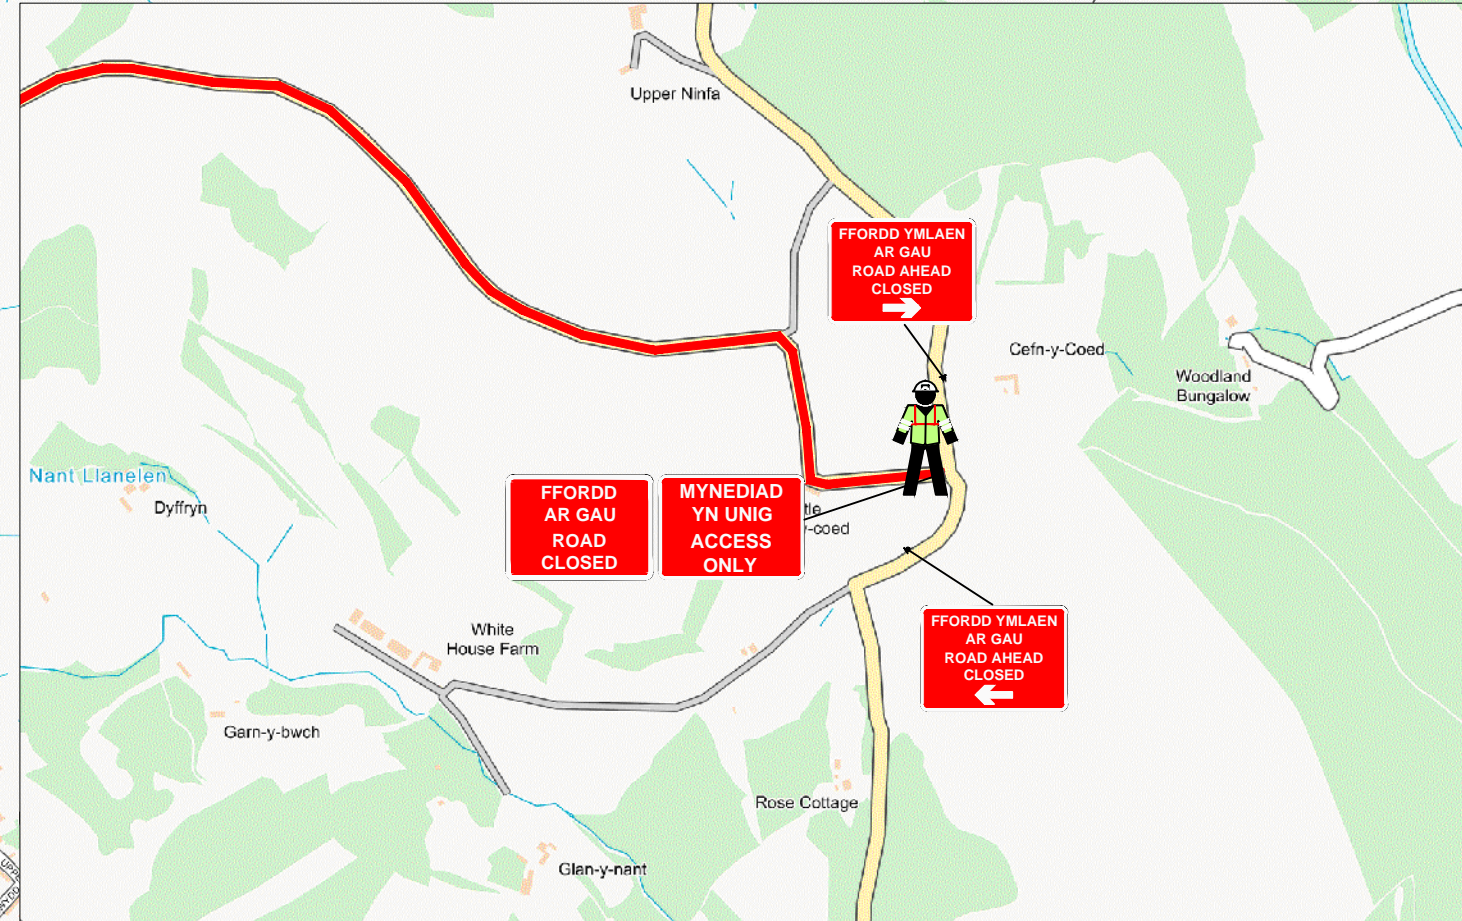 Upper Ninfa
FFORDD YMLAEN
AR GAU
ROAD AHEAD
CLOSED
Cefn-y-Coed
Woodland
Bungalow
Nant Llanelen
Dyffryn
FFORDD
AR GAU
ROAD
CLOSED
MYNEDIAD
YN UNIG
ACCESS
ONLY
tle
y-coed
White
House Farm
FFORDD YMLAEN
AR GAU
ROAD AHEAD
CLOSED
Garn-y-bwch
Rose Cottage
Glan-y-nant